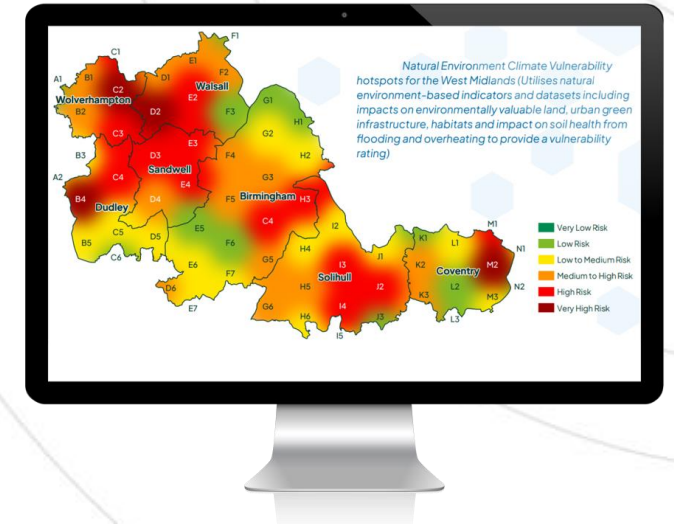 Natural Environment Climate Vulnerability
hotspots for the West Midlands (Utilises natural
environment-based indicators and datasets including
impacts on environmentally valuable land, urban green
infrastructure, habitats and impact on soil health from
flooding and overheating to provide a vulnerability
rating)
F1
C1
E1
A1 B1 C2 D1 F2
Walsall
Wolverhampton E2 G1
B2 D2 F3
H1
C3 G2
E3
B3 D3 F4 H2
Sandwell
A2 C4 E4 G3
Birmingham
B4 D4 F5 H3
Dudley
C4
B5 C5 D5 E5 I2
C6 F6 H4
G5 I3 J1
E6 F7 Solihull
D6 H5 J2
E7 G6 I4
H6 J3
I5
M1
K1 L1 N1
K2 Coventry M2
L2 N2
K3 M3
L3
Very Low Risk
Low Risk
Low to Medium Risk
Medium to High Risk
High Risk
Very High Risk